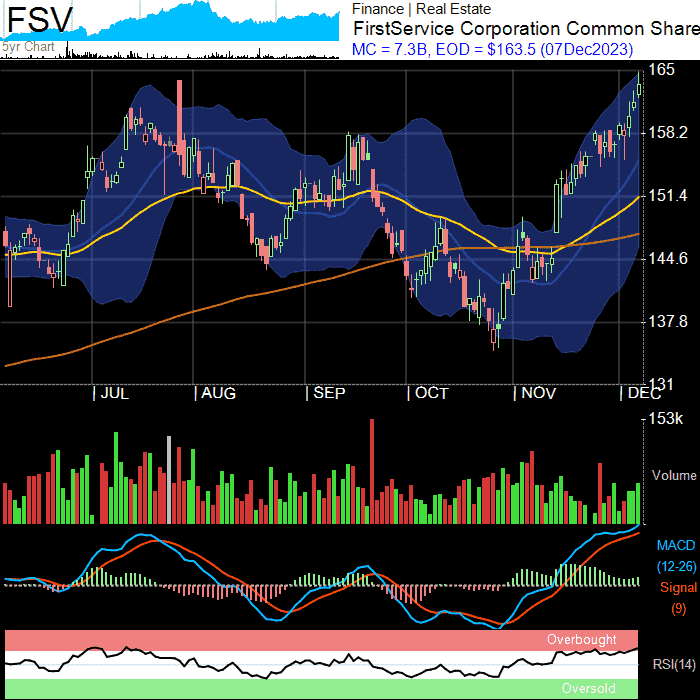 FSV
5yr Chart
Finance | Real Estate
FirstService Corporation Common Share
MC = 7.3B, EOD = $163.5 (07Dec2023)
165
158.2
151.4
144.6
137.8
131
| JUL | AUG | SEP | OCT | NOV | DEC
153k
Volume
MACD
(12-26)
Signal
(9)
Overbought
RSI(14)
Oversold